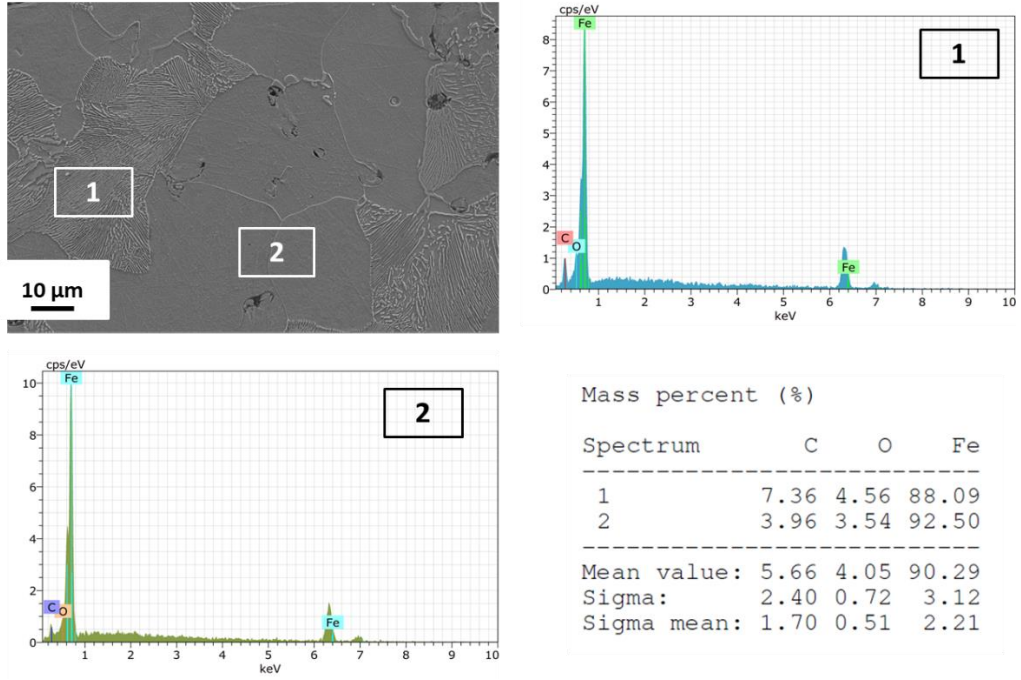 1
2
10 µm
cps/eV
Fe
1
8
7
6
5
4
3
2
1
0
C
O
Fe
1 2 3 4 5 6 7 8 9 10
keV
cps/eV
Fe
2
10
8
6
4
2
0
C
O
Fe
1 2 3 4 5 6 7 8 9 10
keV
Mass percent (%)
Spectrum C O Fe
1 7.36 4.56 88.09
2 3.96 3.54 92.50
Mean value: 5.66 4.05 90.29
Sigma: 2.40 0.72 3.12
Sigma mean: 1.70 0.51 2.21